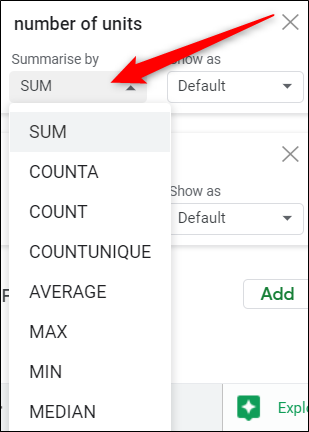 number of units
Summarise by
Show as
SUM
Default
SUM
COUNTA
COUNT
COUNTUNIQUE
Show as
Default
AVERAGE
Add
MAX
MIN
MEDIAN